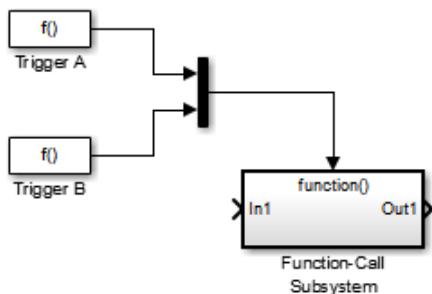 f()
Trigger A
f()
Trigger B
function()
In1 Out1
Function-Call
Subsystem